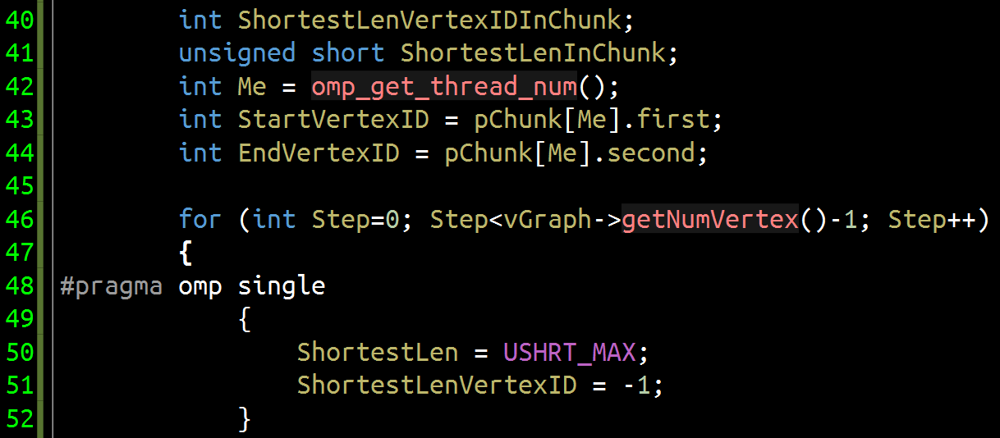 40        int ShortestLenVertexIDInChunk;
41        unsigned short ShortestLenInChunk;
42        int Me = omp_get_thread_num();
43        int StartVertexID = pChunk[Me].first;
44        int EndVertexID = pChunk[Me].second;
45
46        for (int Step=0; Step<vGraph->getNumVertex()-1; Step++)
47        {
48 #pragma omp single
49            {
50                ShortestLen = USHRT_MAX;
51                ShortestLenVertexID = -1;
52            }